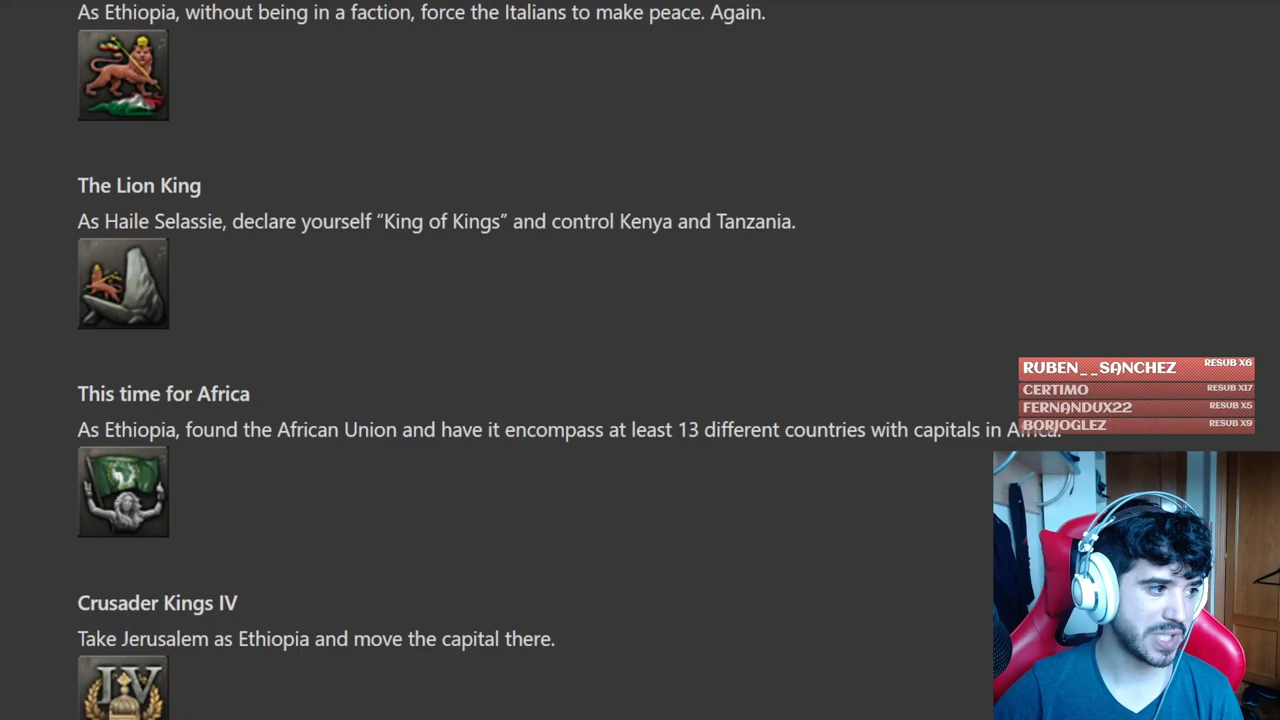 As Ethiopia, without being in a faction, force the Italians to make peace. Again.
The Lion King
As Haile Selassie, declare yourself “King of Kings” and control Kenya and Tanzania.
This time for Africa
As Ethiopia, found the African Union and have it encompass at least 13 different countries with capitals in Africa.
RUBEN__SANCHEZ RESUB X6
CERTIMO RESUB X17
FERNANDUX22 RESUB X5
BORJOGLEZ RESUB X9
Crusader Kings IV
Take Jerusalem as Ethiopia and move the capital there.
IV